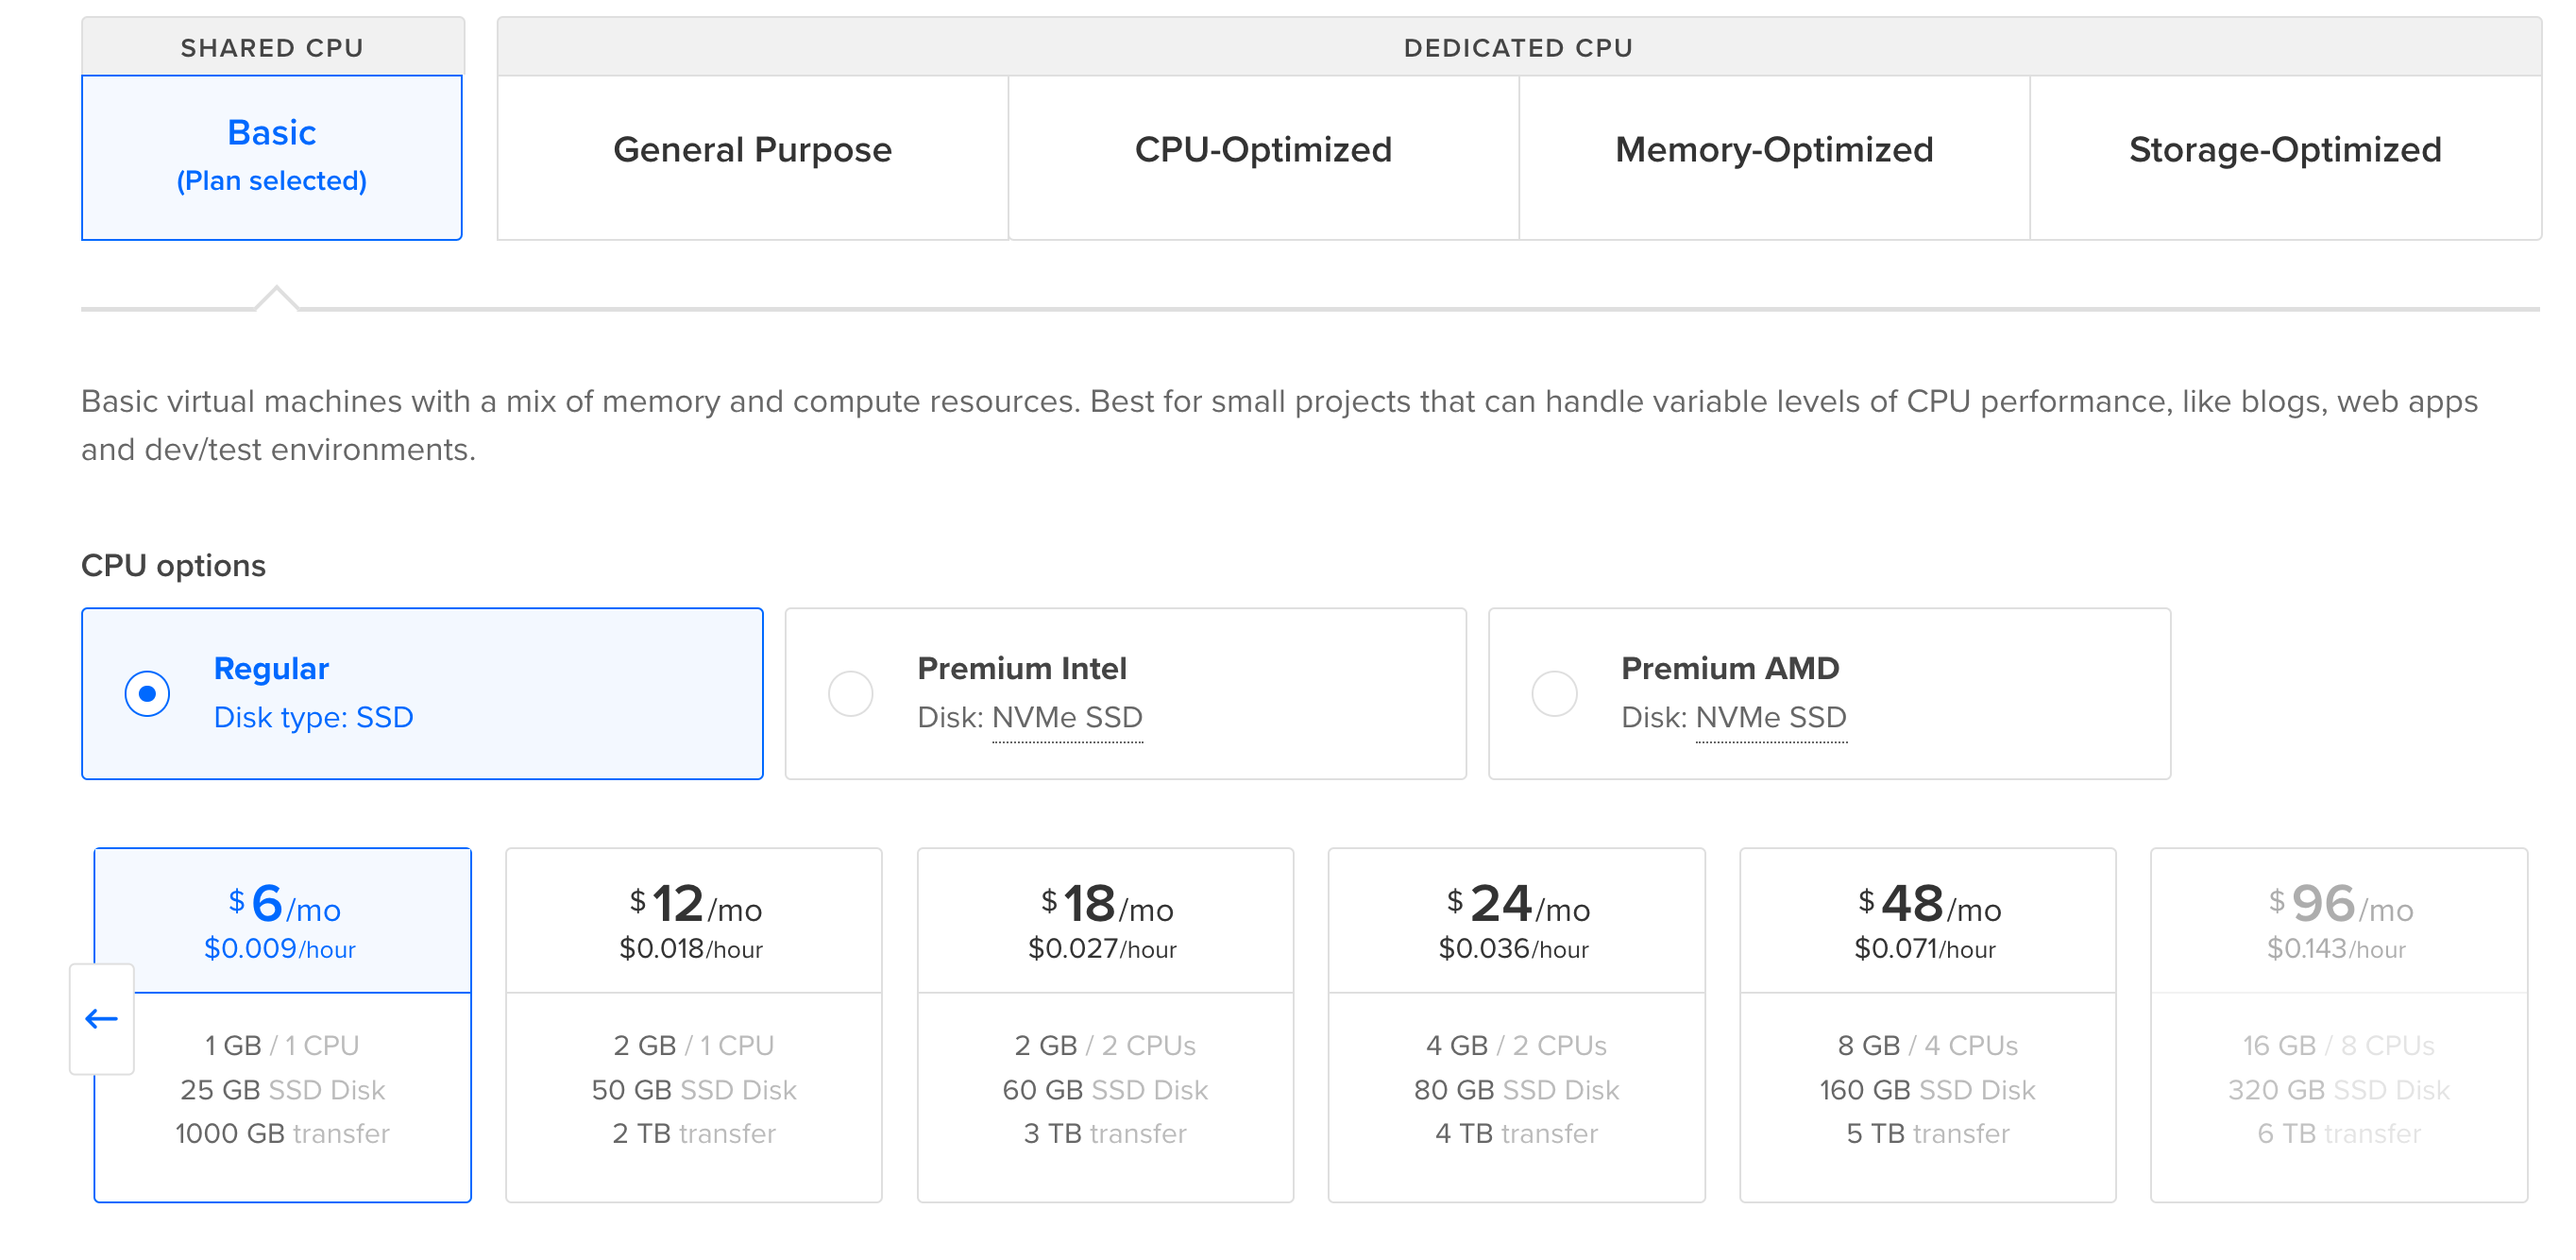 SHARED CPU
DEDICATED CPU
Basic
(Plan selected)
General Purpose
CPU-Optimized
Memory-Optimized
Storage-Optimized
Basic virtual machines with a mix of memory and compute resources. Best for small projects that can handle variable levels of CPU performance, like blogs, web apps
and dev/test environments.
CPU options
Regular
Disk type: SSD
Premium Intel
Disk: NVMe SSD
Premium AMD
Disk: NVMe SSD
$ 6/mo
$0.009/hour
1 GB / 1 CPU
25 GB SSD Disk
1000 GB transfer
$ 12/mo
$0.018/hour
2 GB / 1 CPU
50 GB SSD Disk
2 TB transfer
$ 18/mo
$0.027/hour
2 GB / 2 CPUs
60 GB SSD Disk
3 TB transfer
$ 24/mo
$0.036/hour
4 GB / 2 CPUs
80 GB SSD Disk
4 TB transfer
$ 48/mo
$0.071/hour
8 GB / 4 CPUs
160 GB SSD Disk
5 TB transfer
$ 96/mo
$0.143/hour
16 GB / 8 CPUs
320 GB SSD Disk
6 TB transfer